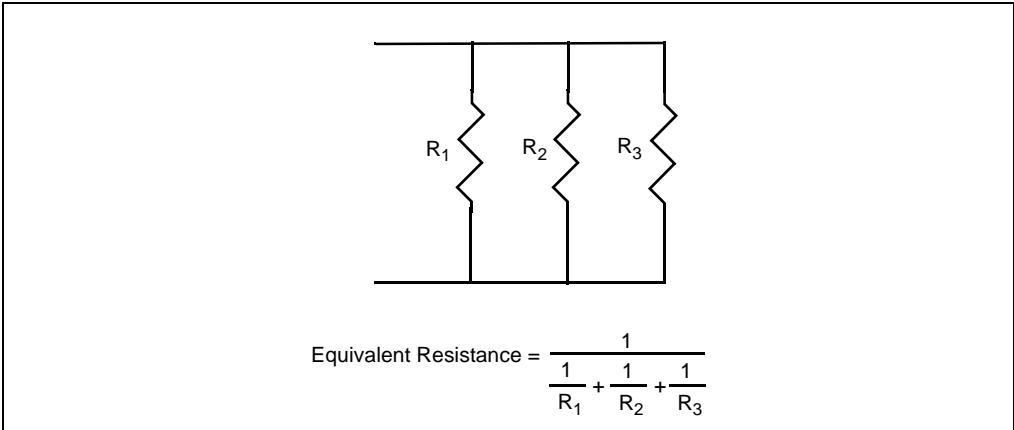 R1 R2 R3
Equivalent Resistance = 1
1 + 1 + 1
R1 R2 R3